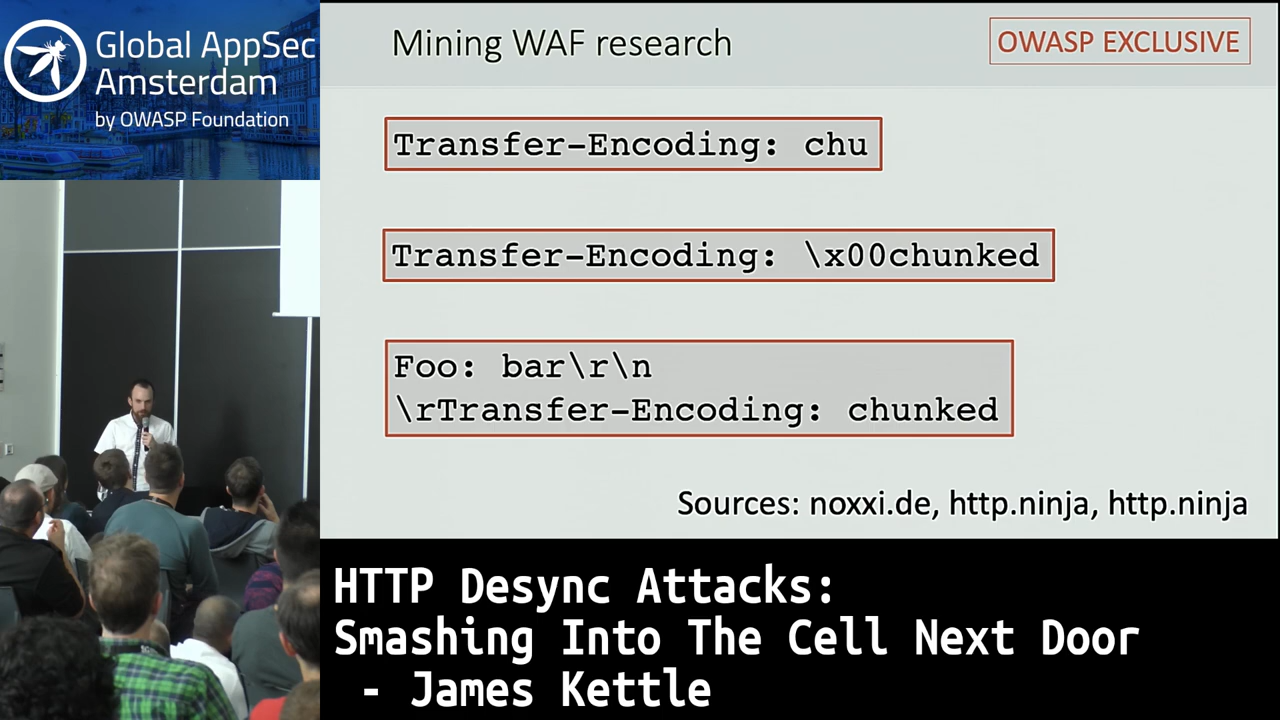 Global AppSec
Amsterdam
by OWASP Foundation
Mining WAF research
OWASP EXCLUSIVE
Transfer-Encoding: chu
Transfer-Encoding: \x00chunked
Foo: bar\r\n
\rTransfer-Encoding: chunked
Sources: noxxi.de, http.ninja, http.ninja
HTTP Desync Attacks:
Smashing Into The Cell Next Door
- James Kettle